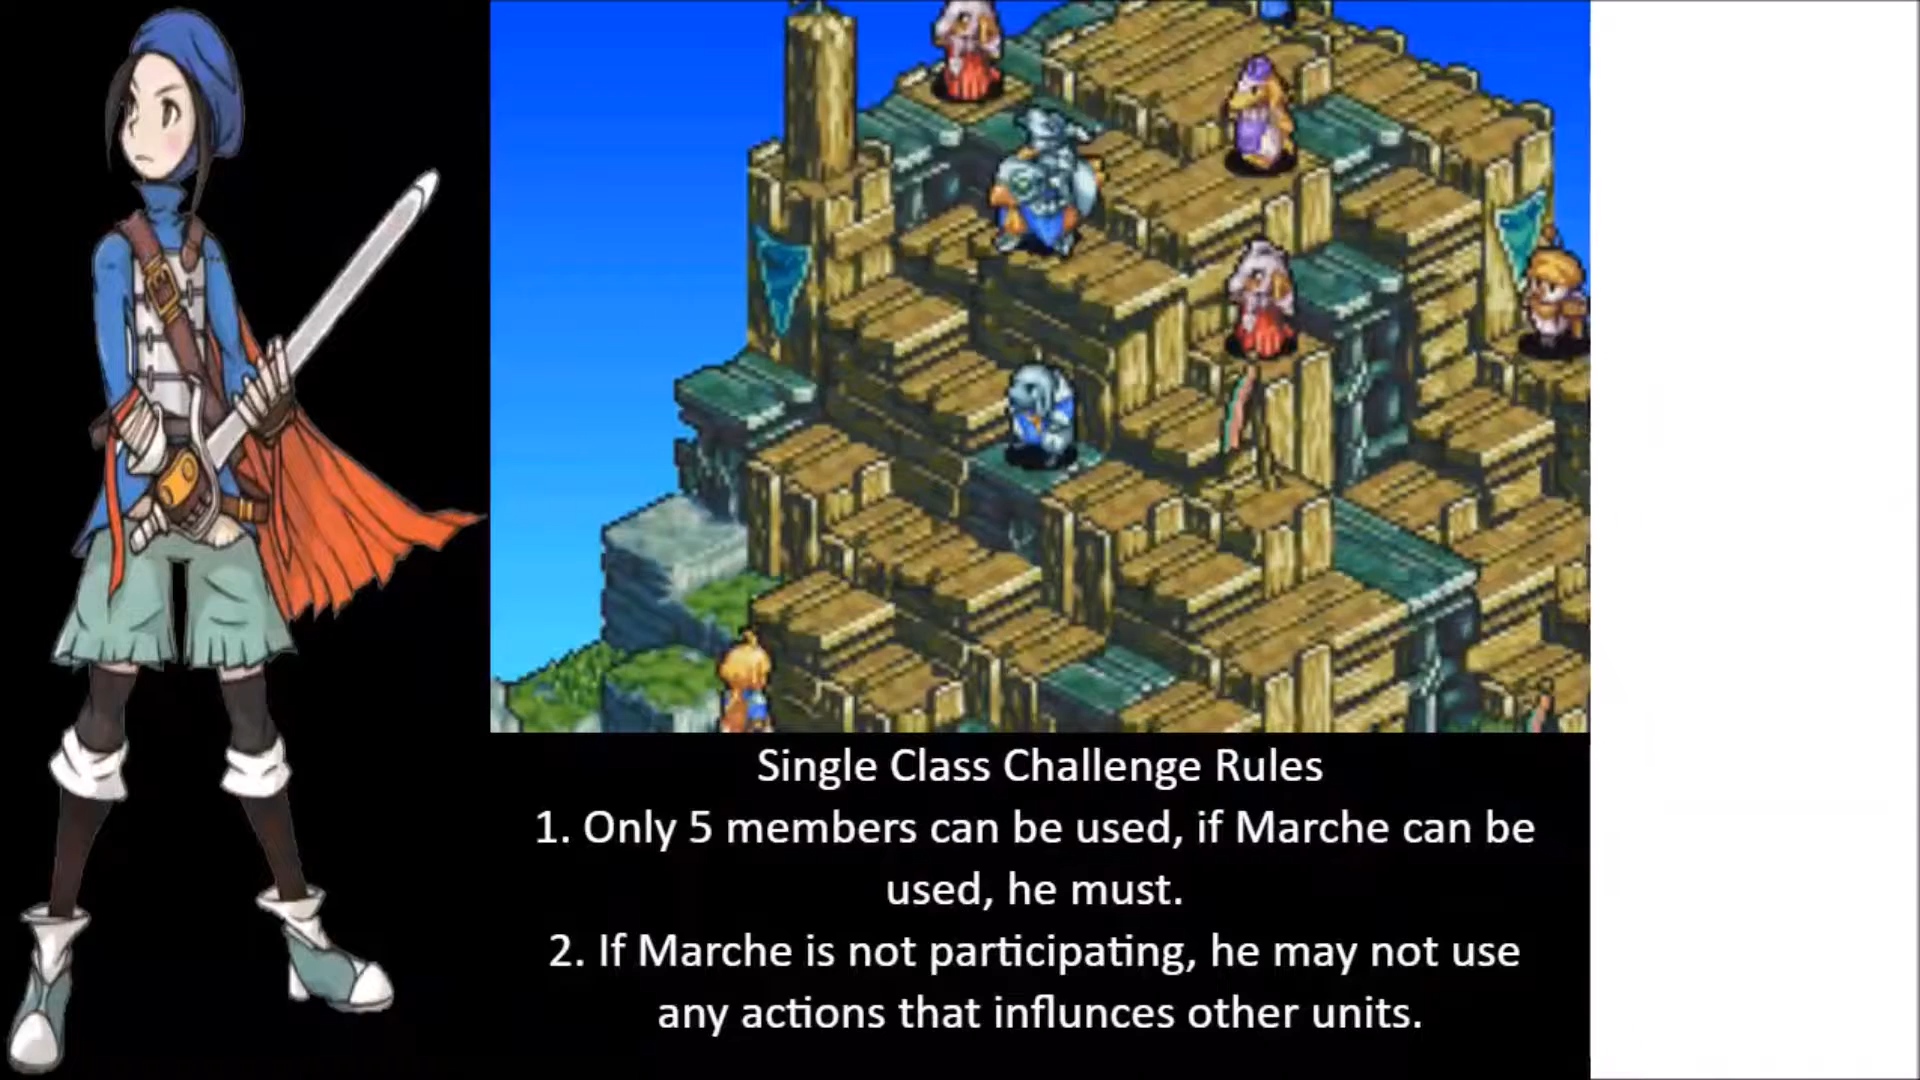 Single Class Challenge Rules
1. Only 5 members can be used, if Marche can be
used, he must.
2. If Marche is not participating, he may not use
any actions that influnces other units.